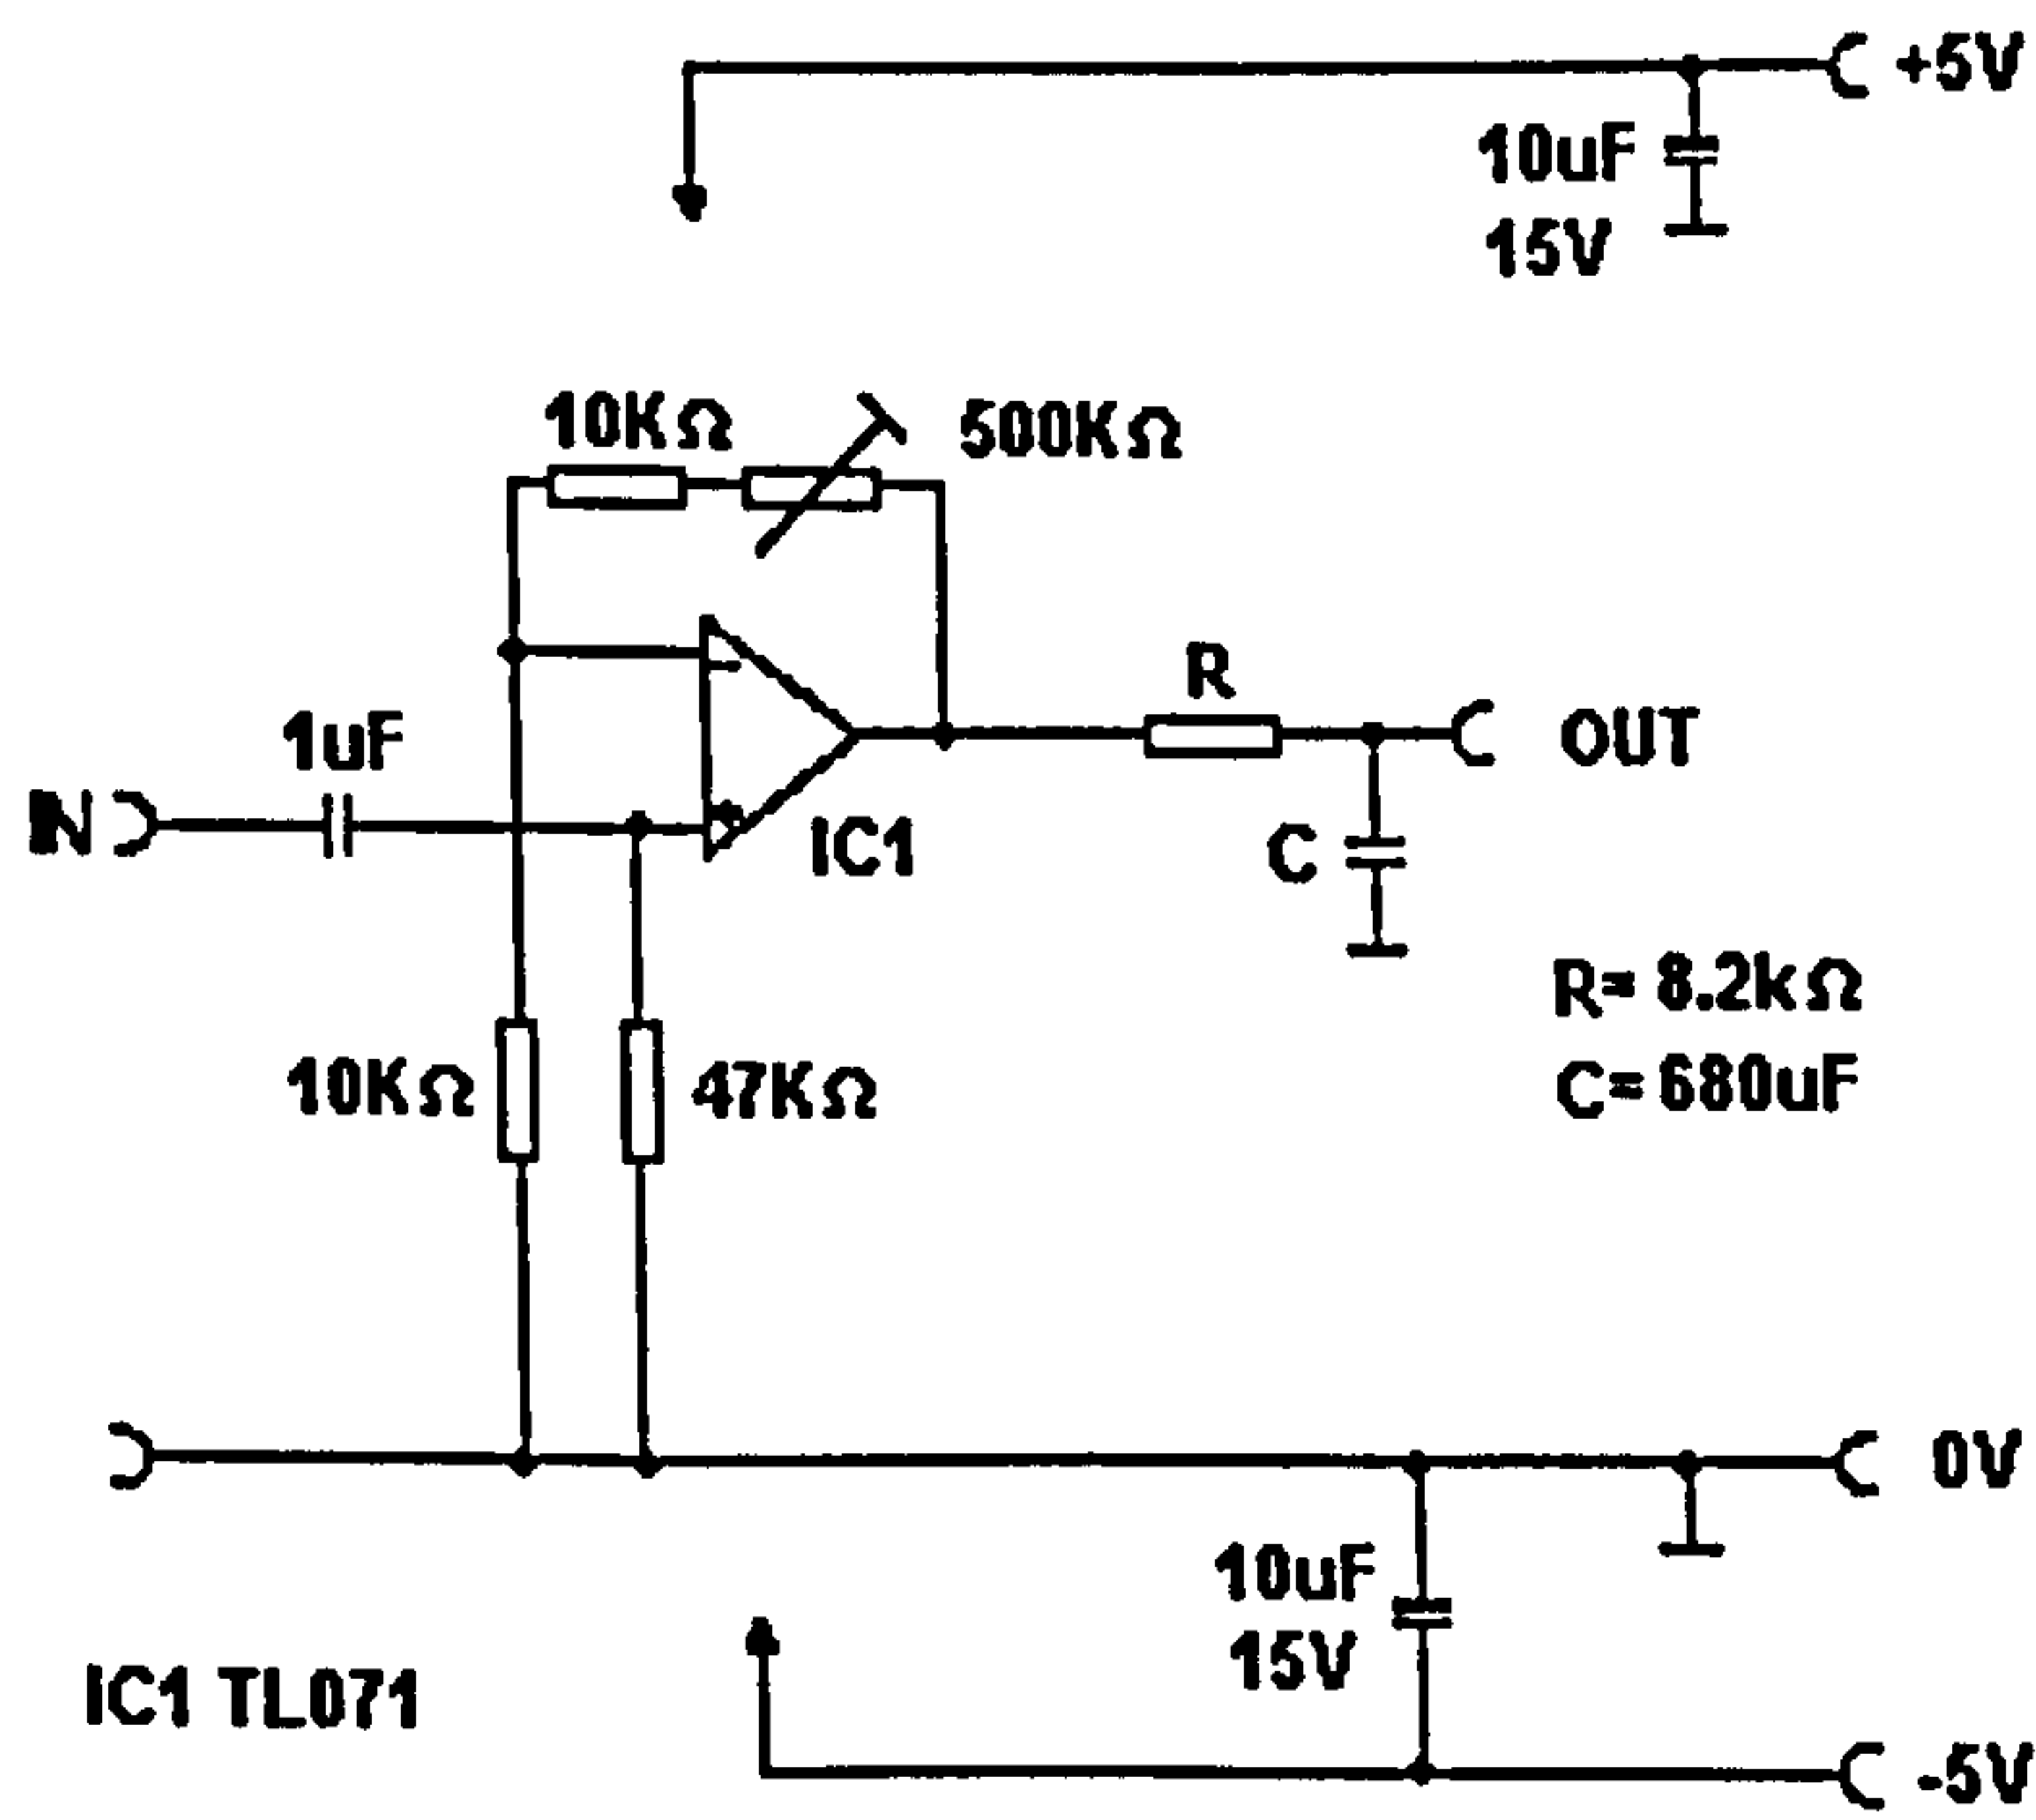 +5V
10uF
15V
10KΩ
500KΩ
R
1uF
OUT
IN
IC1
C
R= 8.2kΩ
C=680uF
10KΩ
47KΩ
0V
10uF
15V
IC1 TL071
-5V